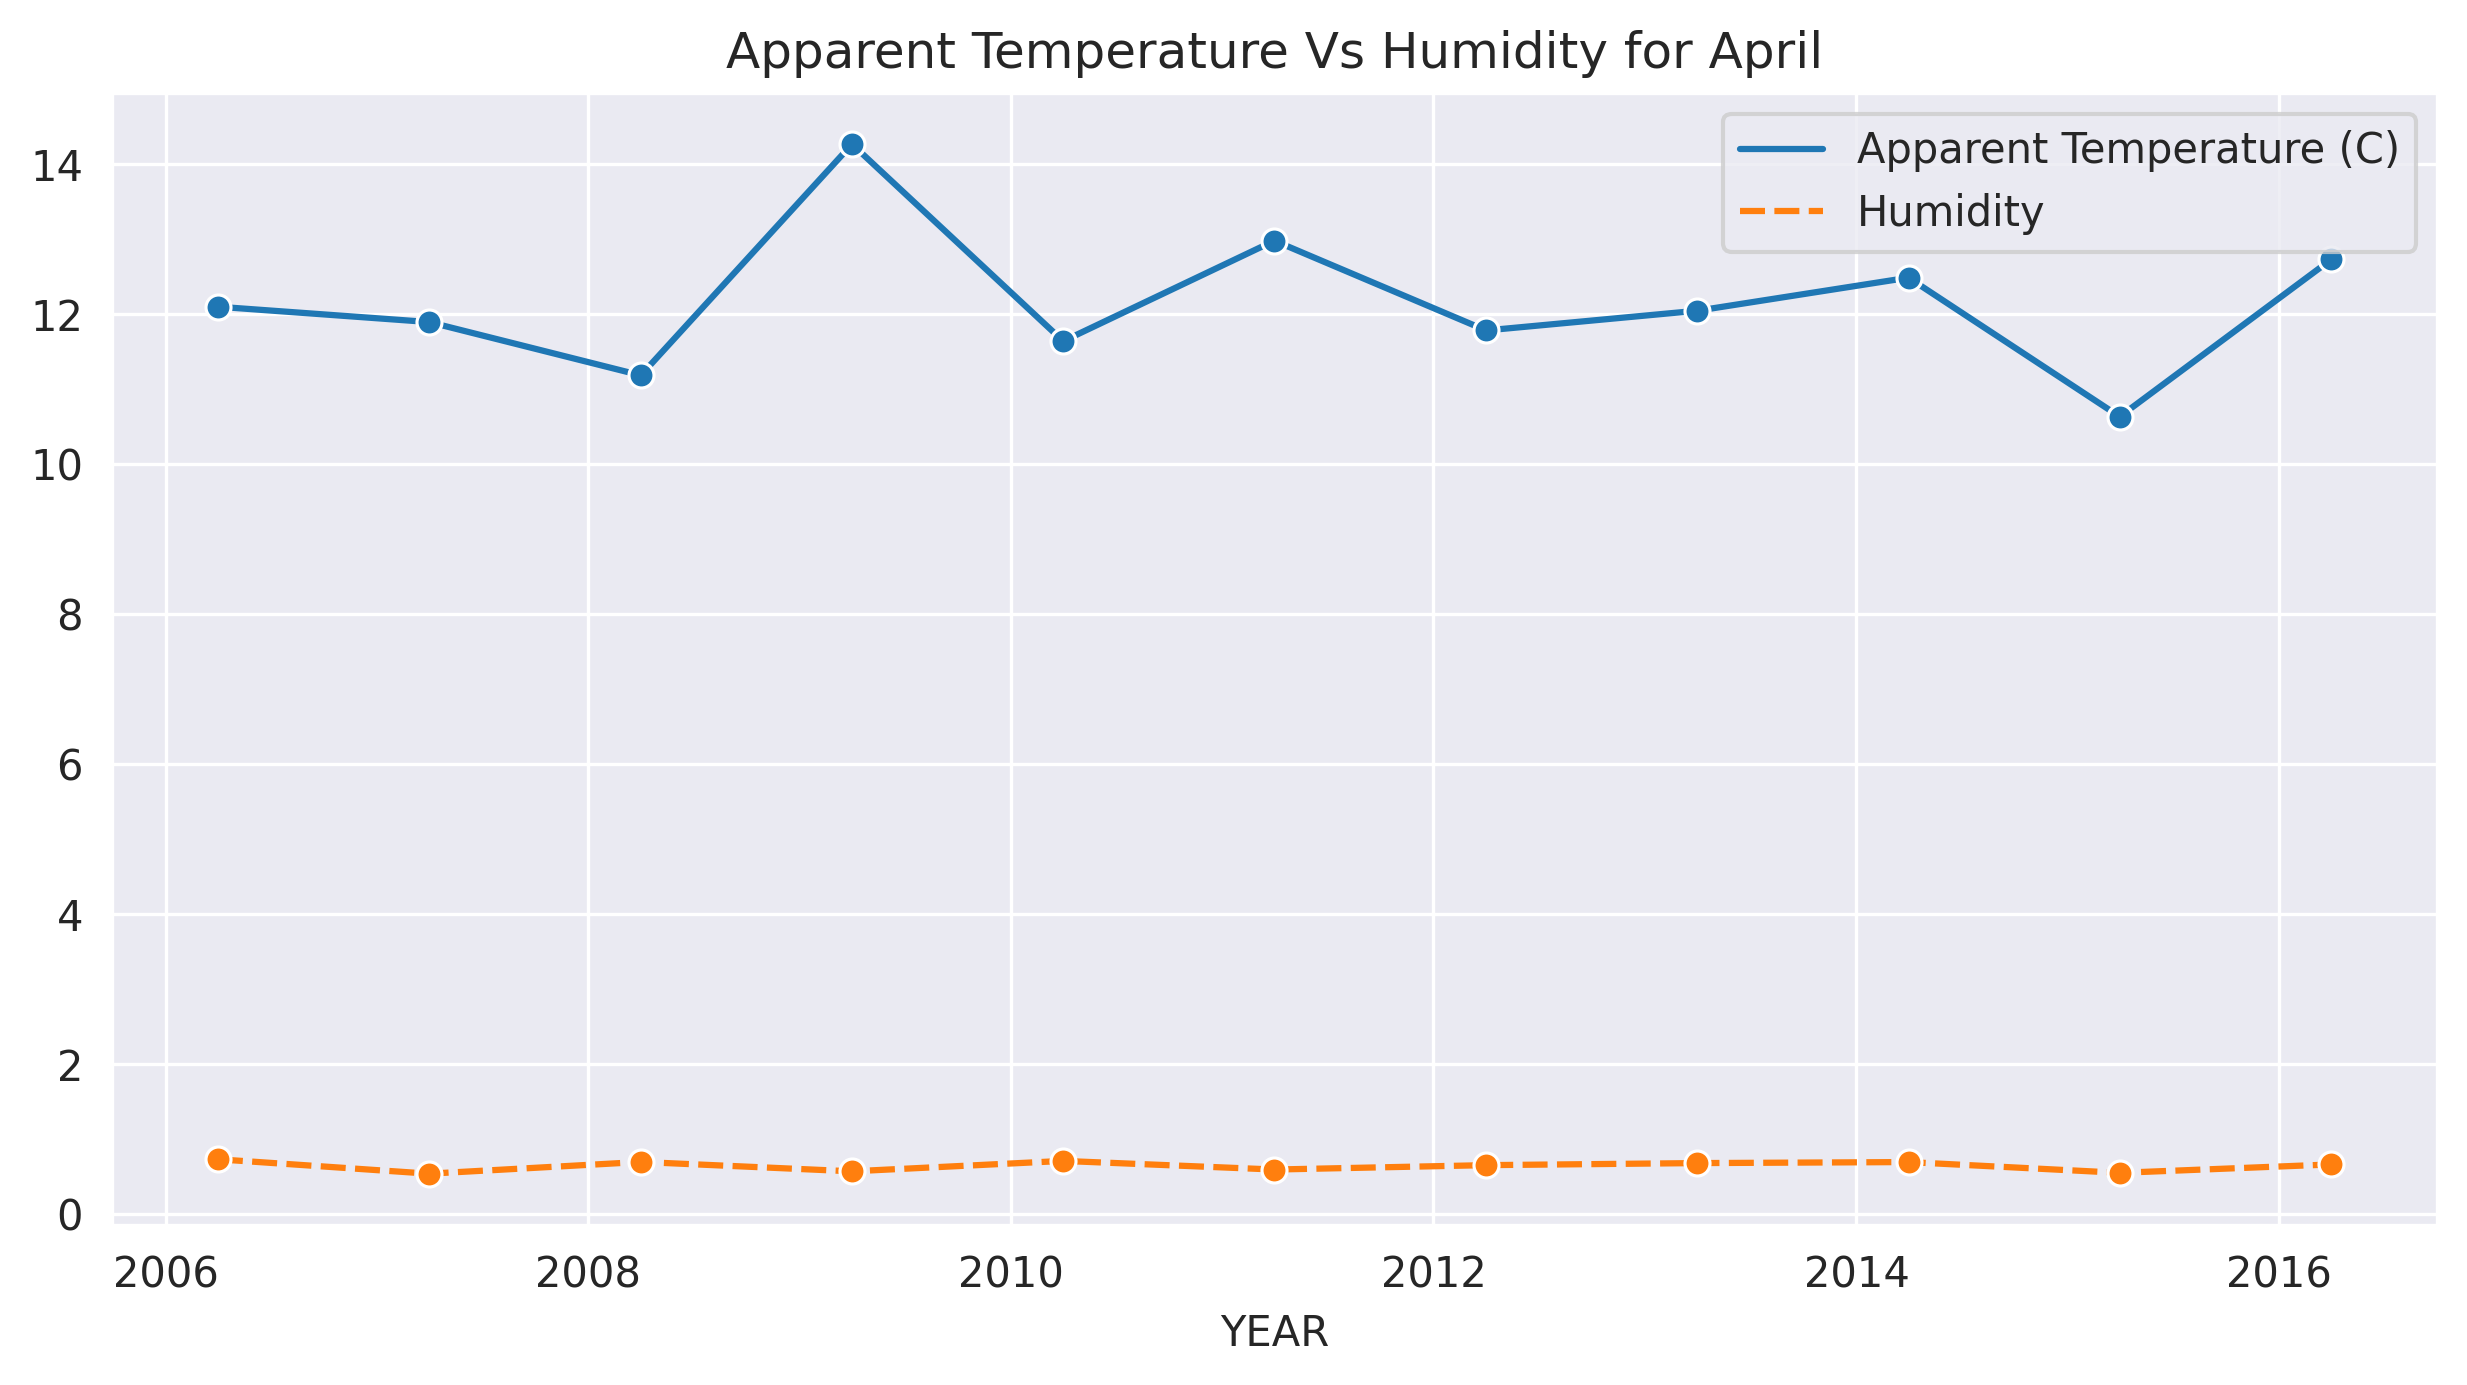 Apparent Temperature Vs Humidity for April
Apparent Temperature (C)
Humidity
14
12
10
8
6
4
2
0
2006 2008 2010 2012 2014 2016
YEAR